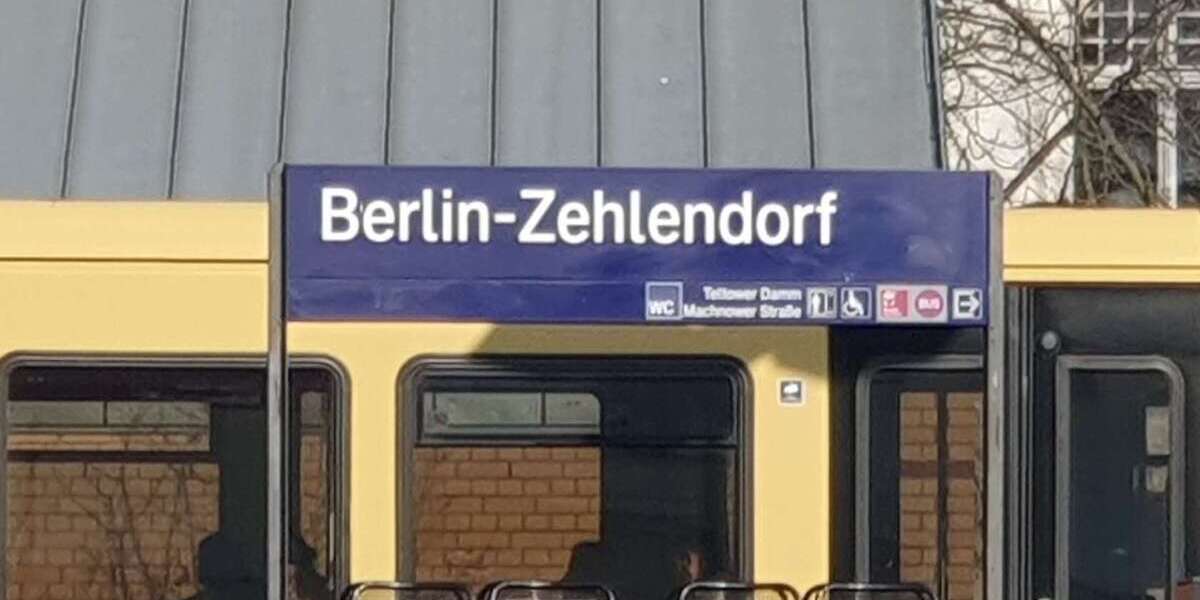 Berlin-Zehlendorf
WC
Teltower Damm
Machnower Straße
BUS